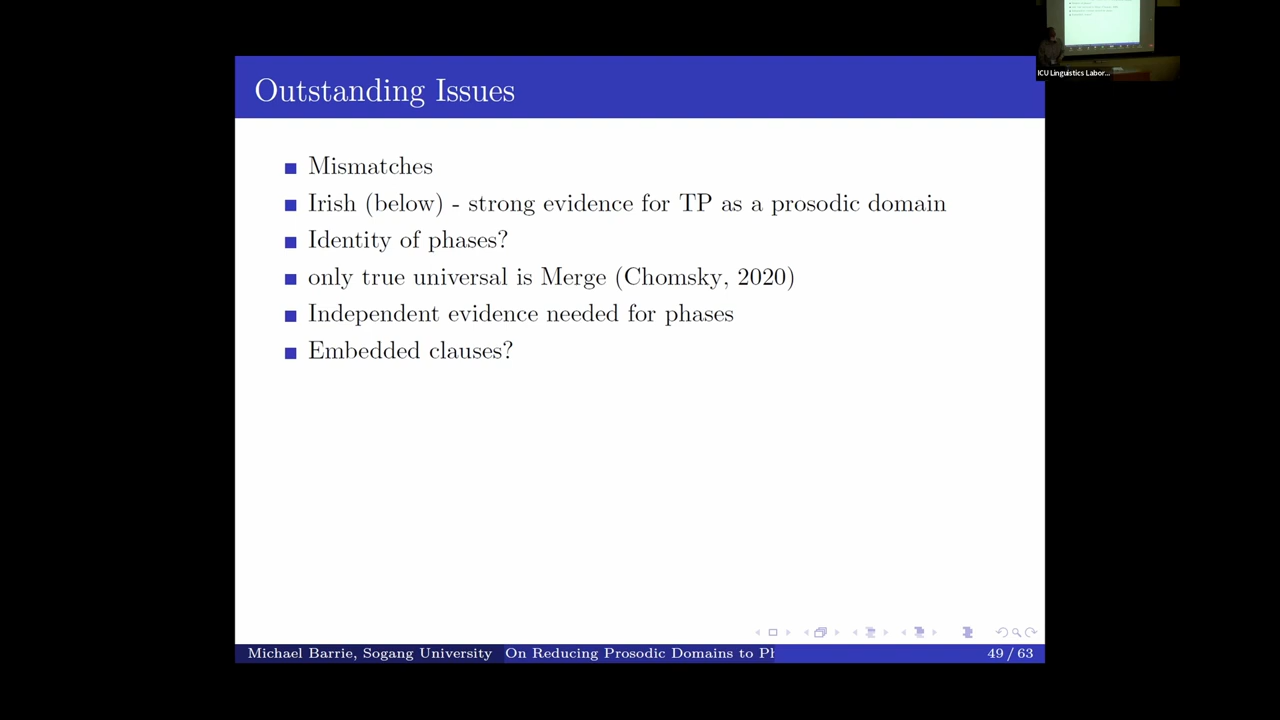 ICU Linguistics Labor...
Outstanding Issues
Mismatches
Irish (below) - strong evidence for TP as a prosodic domain
Identity of phases?
only true universal is Merge (Chomsky, 2020)
Independent evidence needed for phases
Embedded clauses?
Michael Barrie, Sogang University On Reducing Prosodic Domains to Ph 49 / 63